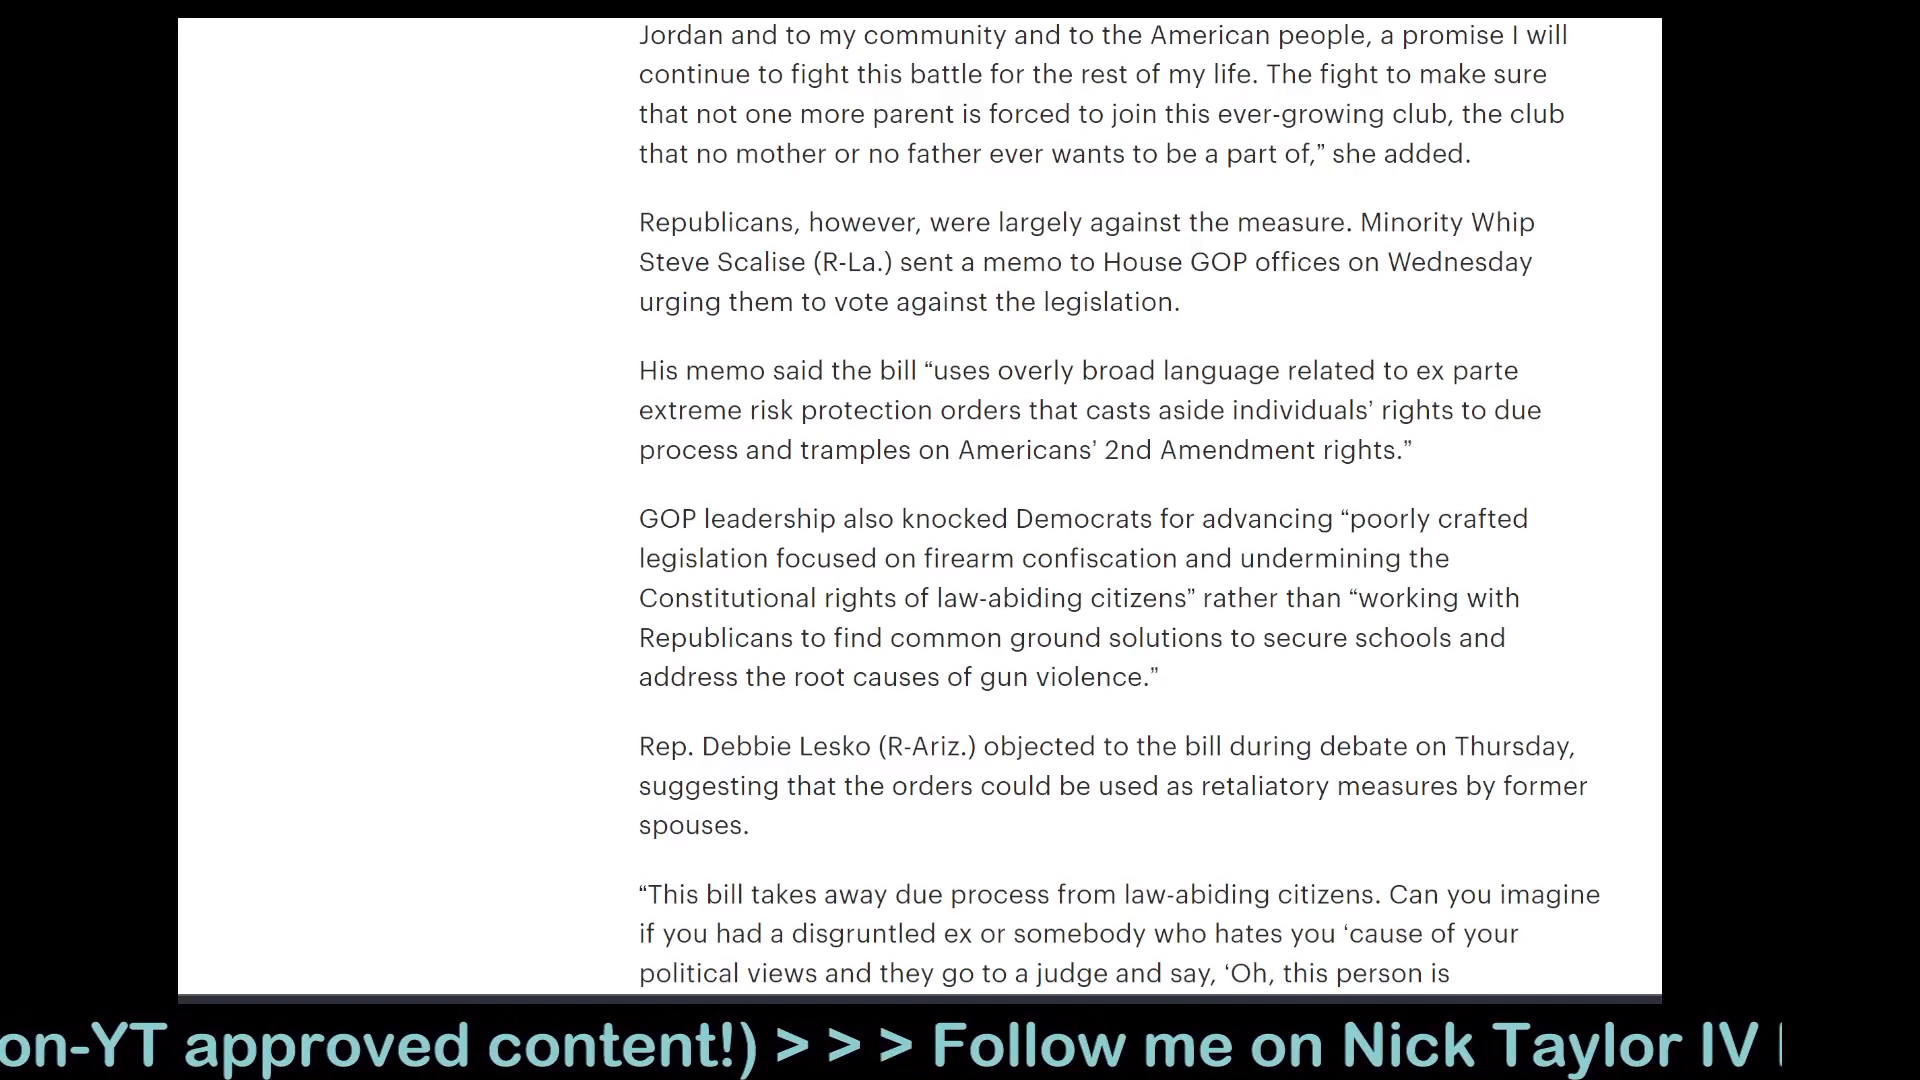 Jordan and to my community and to the American people, a promise I will
continue to fight this battle for the rest of my life. The fight to make sure
that not one more parent is forced to join this ever-growing club, the club
that no mother or no father ever wants to be a part of,” she added.
Republicans, however, were largely against the measure. Minority Whip
Steve Scalise (R-La.) sent a memo to House GOP offices on Wednesday
urging them to vote against the legislation.
His memo said the bill “uses overly broad language related to ex parte
extreme risk protection orders that casts aside individuals’ rights to due
process and tramples on Americans’ 2nd Amendment rights.”
GOP leadership also knocked Democrats for advancing “poorly crafted
legislation focused on firearm confiscation and undermining the
Constitutional rights of law-abiding citizens” rather than “working with
Republicans to find common ground solutions to secure schools and
address the root causes of gun violence.”
Rep. Debbie Lesko (R-Ariz.) objected to the bill during debate on Thursday,
suggesting that the orders could be used as retaliatory measures by former
spouses.
“This bill takes away due process from law-abiding citizens. Can you imagine
if you had a disgruntled ex or somebody who hates you ‘cause of your
political views and they go to a judge and say, ‘Oh, this person is
on-YT approved content!) > > > Follow me on Nick Taylor IV